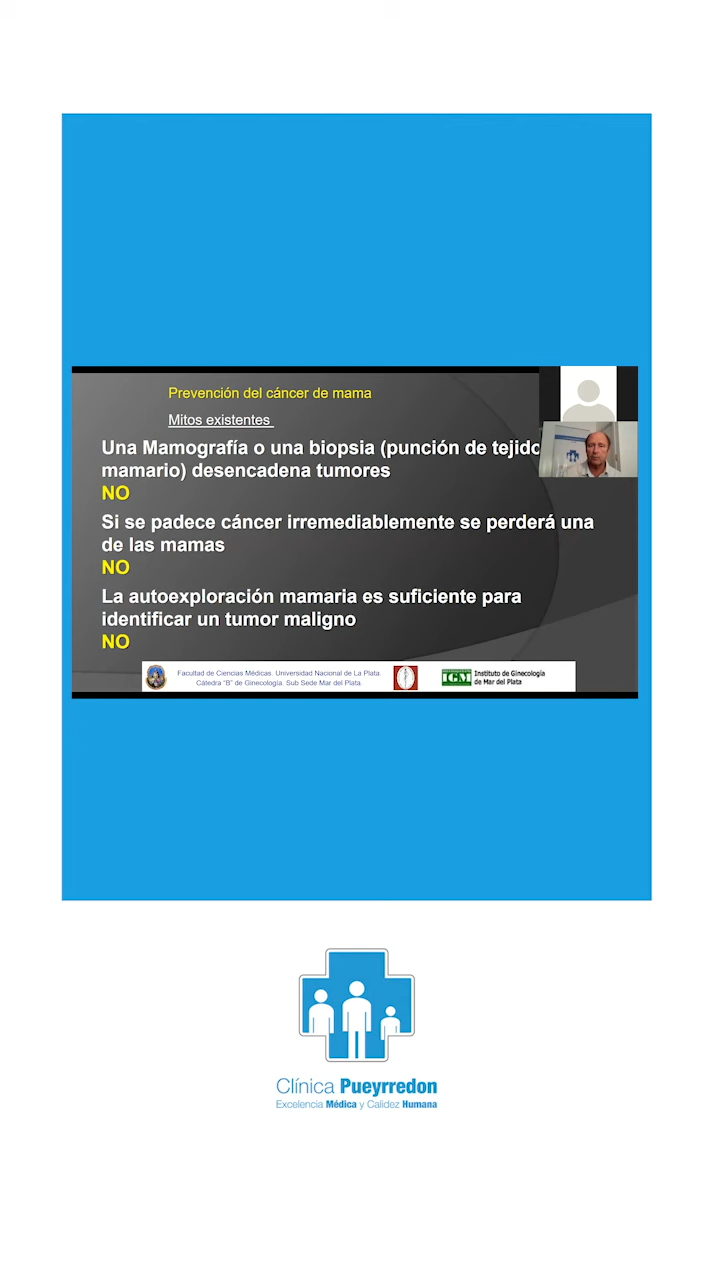 Prevención del cáncer de mama
Mitos existentes
Una Mamografía o una biopsia (punción de tejido
mamario) desencadena tumores
NO
Si se padece cáncer irremediablemente se perderá una
de las mamas
NO
La autoexploración mamaria es suficiente para
identificar un tumor maligno
NO
Facultad de Ciencias Médicas. Universidad Nacional de La Plata.
Cátedra "B" de Ginecología. Sub Sede Mar del Plata.
IGM
Instituto de Ginecología
de Mar del Plata
Clínica Pueyrredon
Excelencia Médica y Calidez Humana